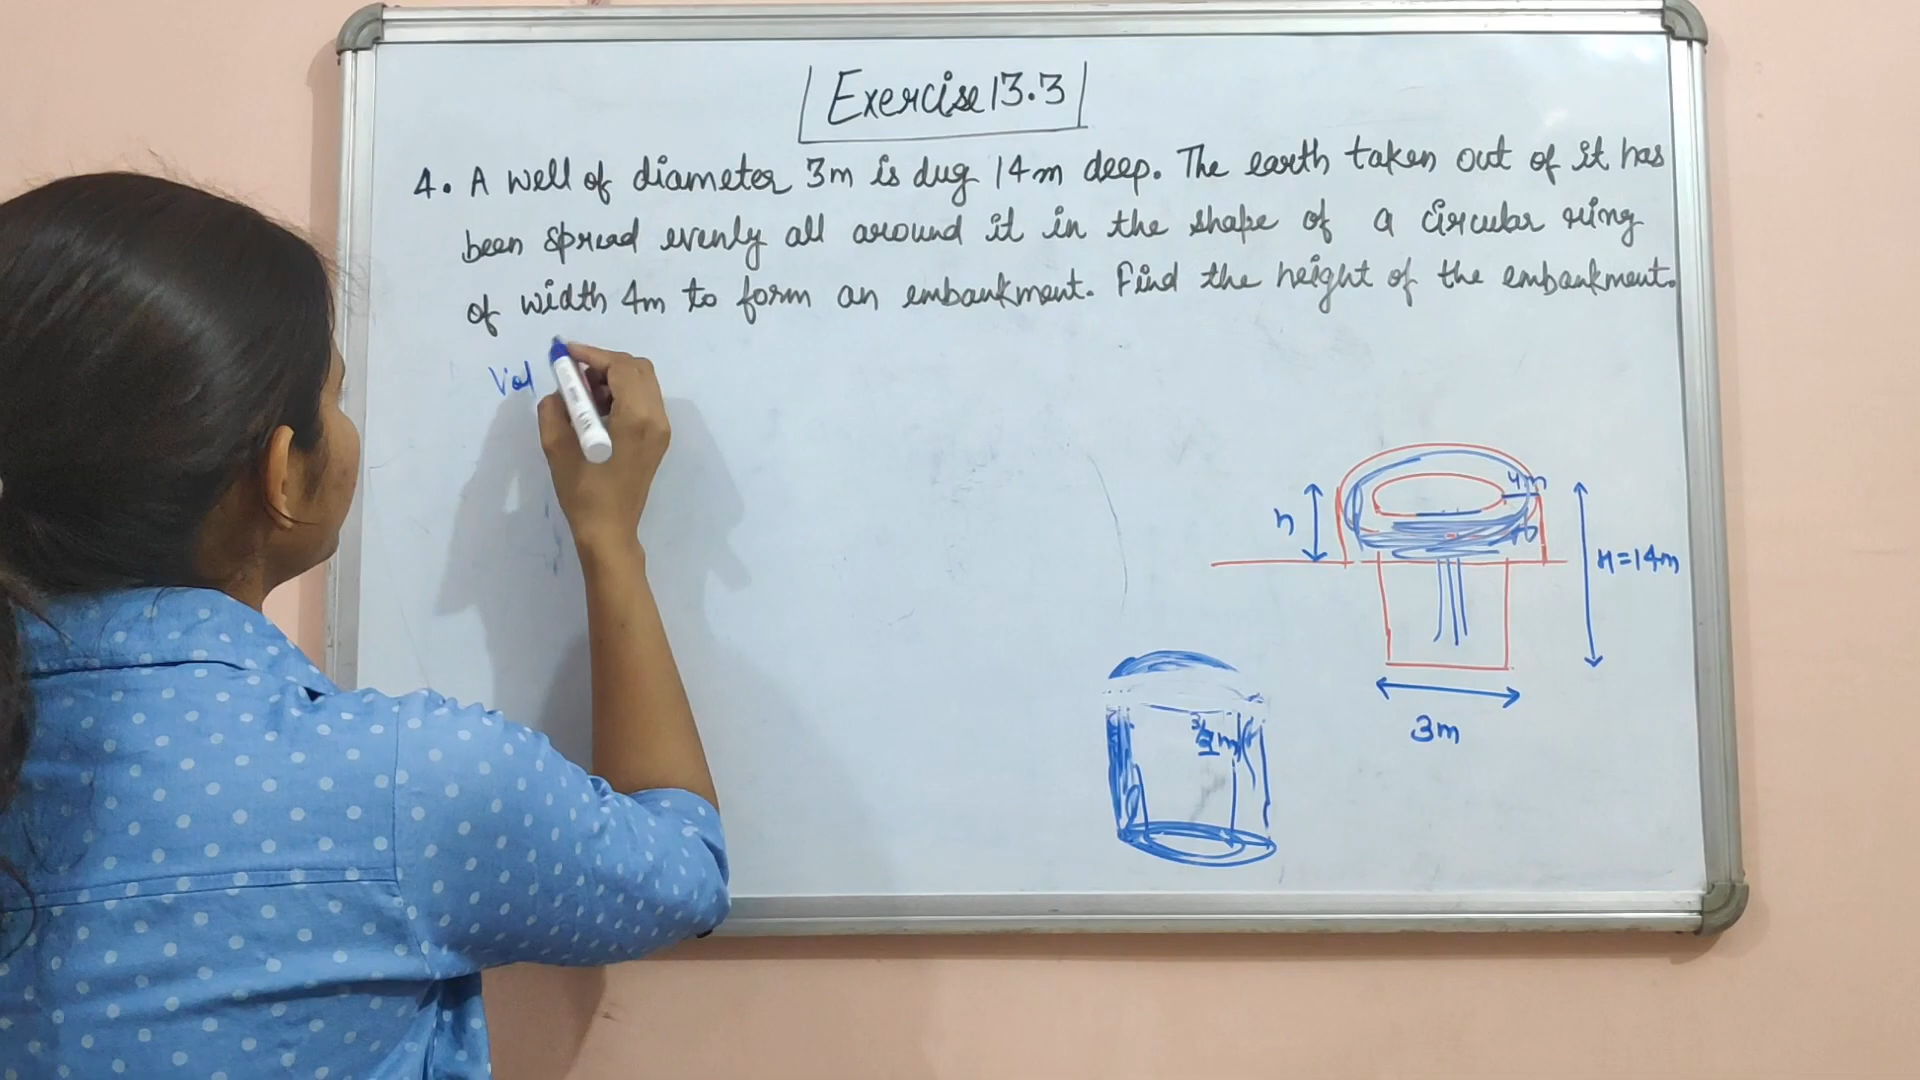 Exercise 13.3
4. A well of diameter 3m is dug 14m deep. The earth taken out of it has
been spread evenly all around it in the shape of a circular ring
of width 4m to form an embankment. Find the height of the embankment.
Vol
4m
h
H=14m
3/2 m
3m